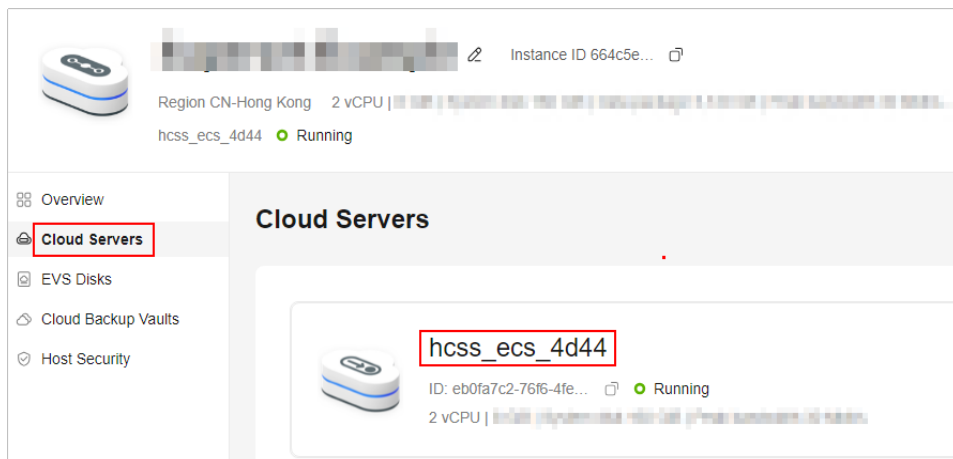 Instance ID 664c5e...
Region CN-Hong Kong 2 vCPU |
hcss_ecs_4d44 Running
Overview
Cloud Servers
EVS Disks
Cloud Backup Vaults
Host Security
Cloud Servers
hcss_ecs_4d44
ID: eb0fa7c2-76f6-4fe... Running
2 vCPU |